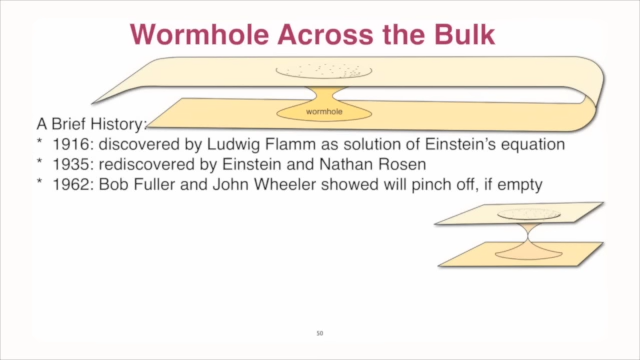 Wormhole Across the Bulk
wormhole
A Brief History:
* 1916: discovered by Ludwig Flamm as solution of Einstein's equation
* 1935: rediscovered by Einstein and Nathan Rosen
* 1962: Bob Fuller and John Wheeler showed will pinch off, if empty
50